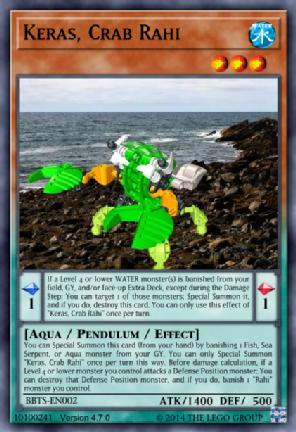 Keras, Crab Rahi
WATER
水
If a Level 4 or lower WATER monster(s) is banished from your
field, GY, and/or face-up Extra Deck, except during the Damage
Step: You can target 1 of those monsters; Special Summon it,
and if you do, destroy this card. You can only use this effect of
"Keras, Crab Rahi" once per turn.
1
1
[Aqua / Pendulum / Effect]
You can Special Summon this card (from your hand) by banishing 1 Fish, Sea
Serpent, or Aqua monster from your GY. You can only Special Summon
"Keras, Crab Rahi" once per turn this way. Before damage calculation, if a
Level 4 or lower monster you control attacks a Defense Position monster: You can
destroy that Defense Position monster, and if you do, banish 1 "Rahi"
monster you control.
BBTS-EN002
ATK/1400 DEF/ 500
10100241 Version 4.7.0
©2014 THE LEGO GROUP